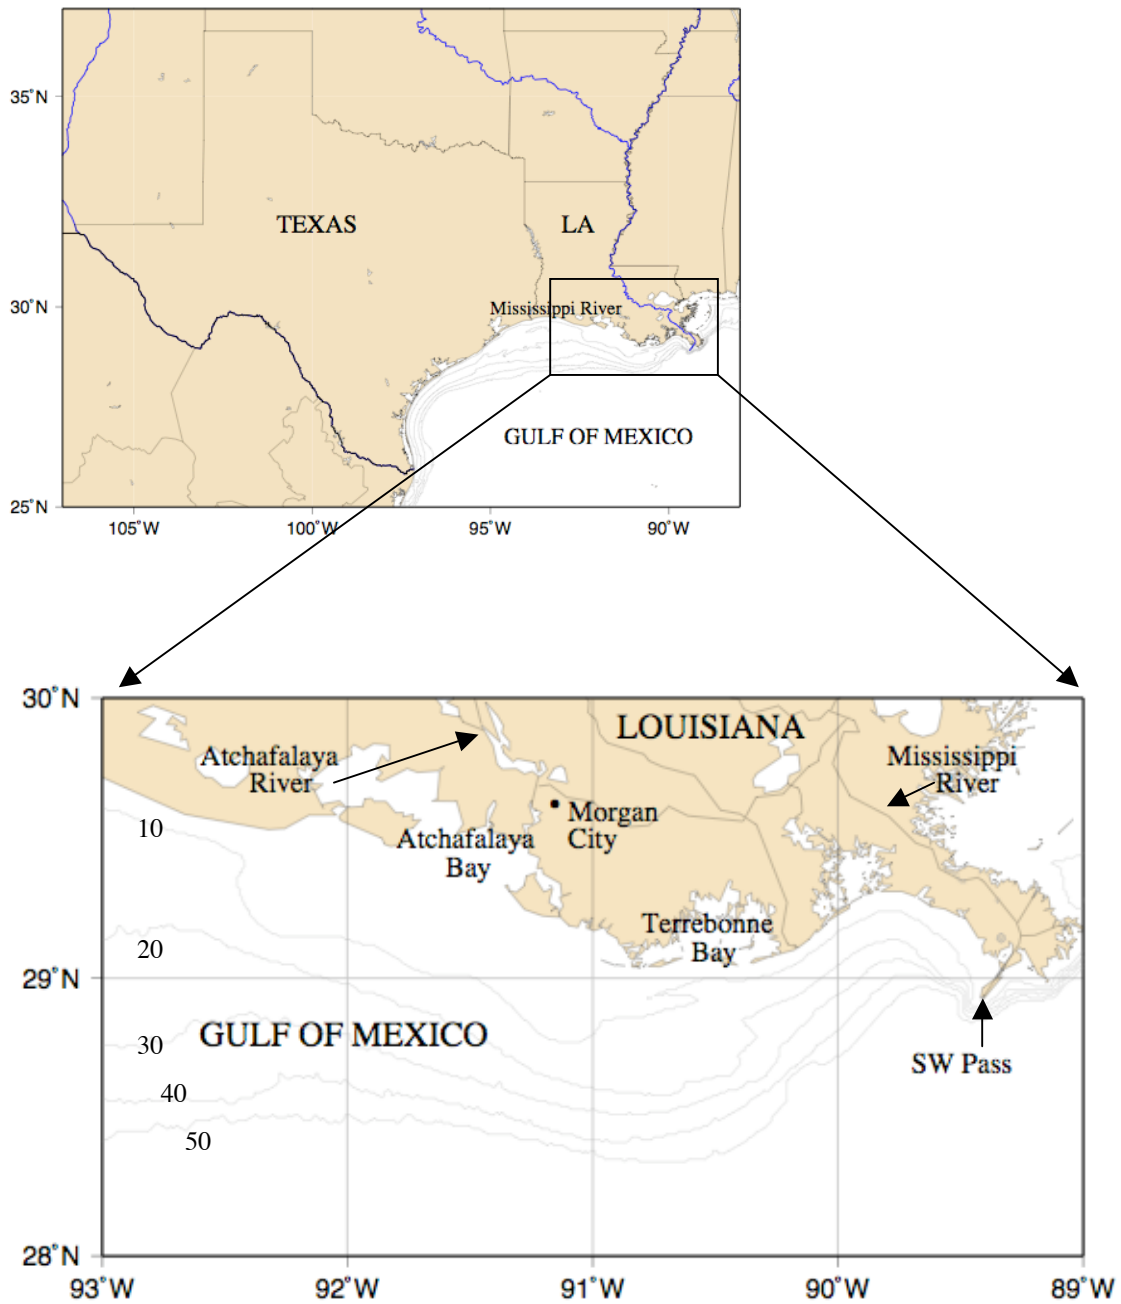 35°N
TEXAS
LA
30°N
Mississippi River
GULF OF MEXICO
25°N
105°W
100°W
95°W
90°W
30°N
LOUISIANA
Atchafalaya
River
Mississippi
River
10
Morgan
City
Atchafalaya
Bay
Terrebonne
Bay
20
29°N
GULF OF MEXICO
30
SW Pass
40
50
28°N
93°W
92°W
91°W
90°W
89°W